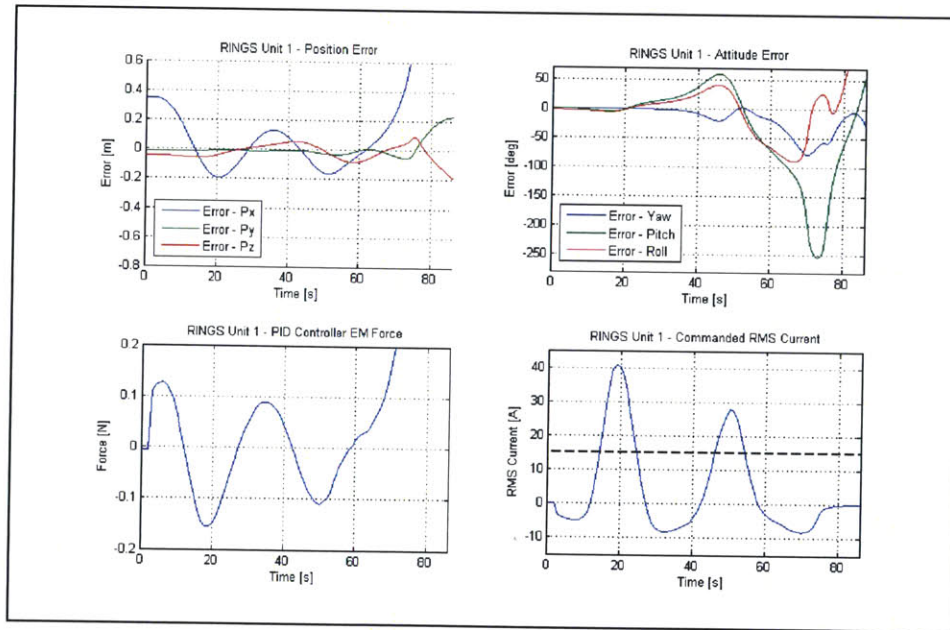 RINGS Unit 1 - Position Error
0.6
0.4
0.2
0
-0.2
-0.4
-0.6
-0.8
Error [m]
Error - Px
Error - Py
Error - Pz
0 20 40 60 80
Time [s]
RINGS Unit 1 - Attitude Error
50
0
-50
-100
-150
-200
-250
Error [deg]
Error - Yaw
Error - Pitch
Error - Roll
0 20 40 60 80
Time [s]
RINGS Unit 1 - PID Controller EM Force
0.2
0.1
0
-0.1
-0.2
Force [N]
0 20 40 60 80
Time [s]
RINGS Unit 1 - Commanded RMS Current
40
30
20
10
0
-10
RMS Current [A]
0 20 40 60 80
Time [s]